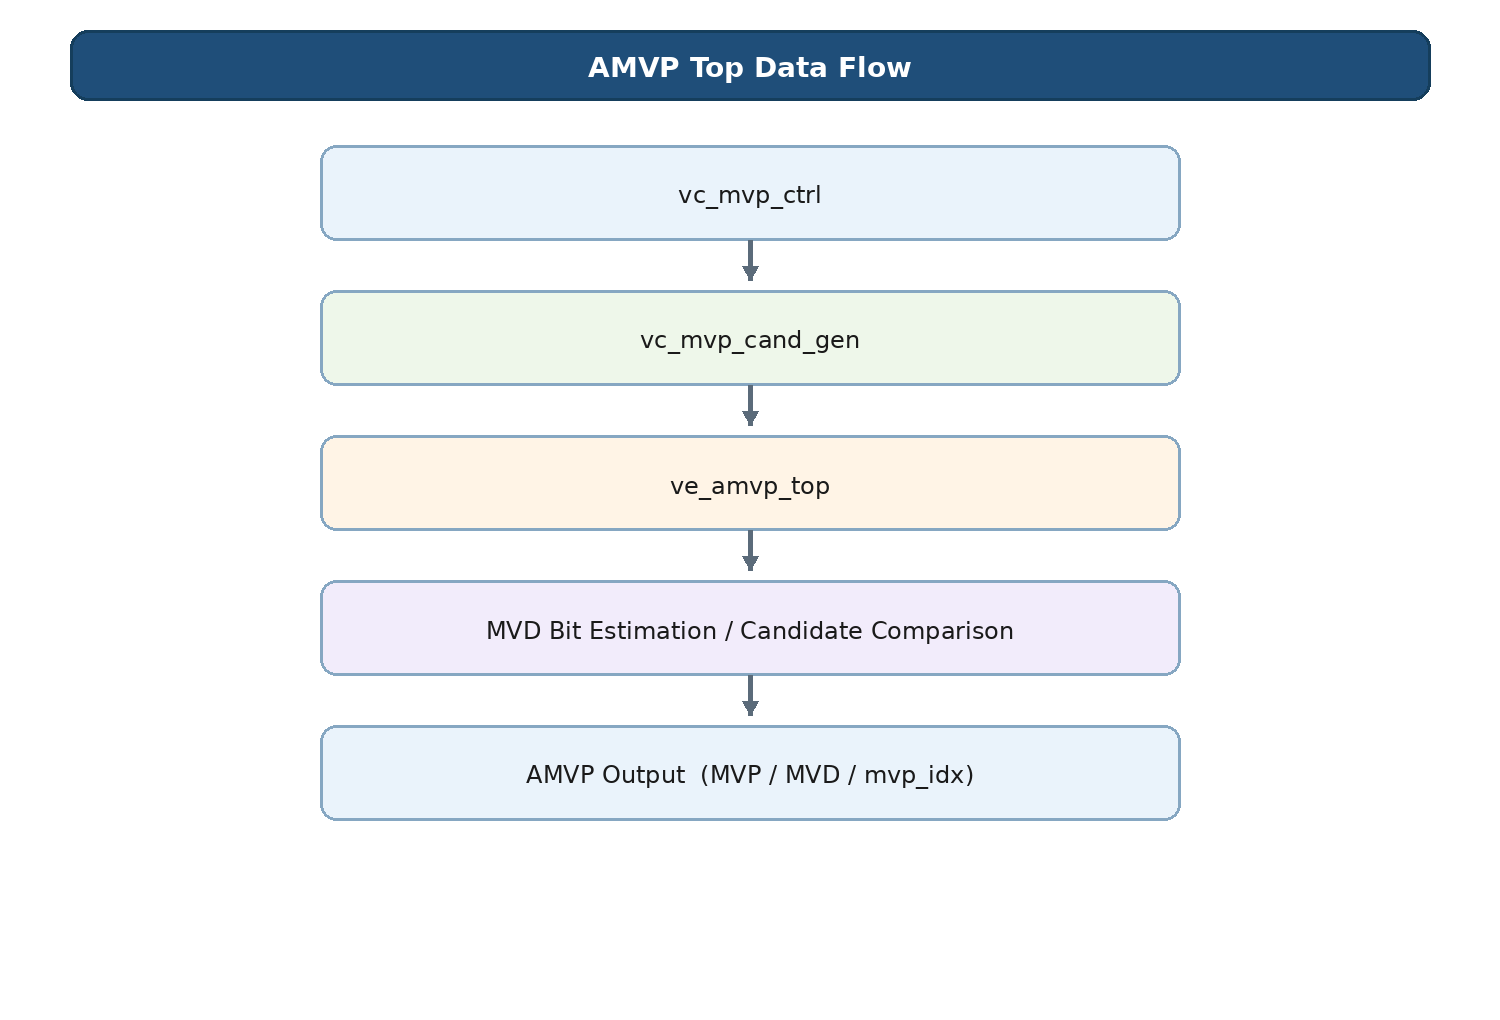 AMVP Top Data Flow
vc_mvp_ctrl
vc_mvp_cand_gen
ve_amvp_top
MVD Bit Estimation / Candidate Comparison
AMVP Output  (MVP / MVD / mvp_idx)